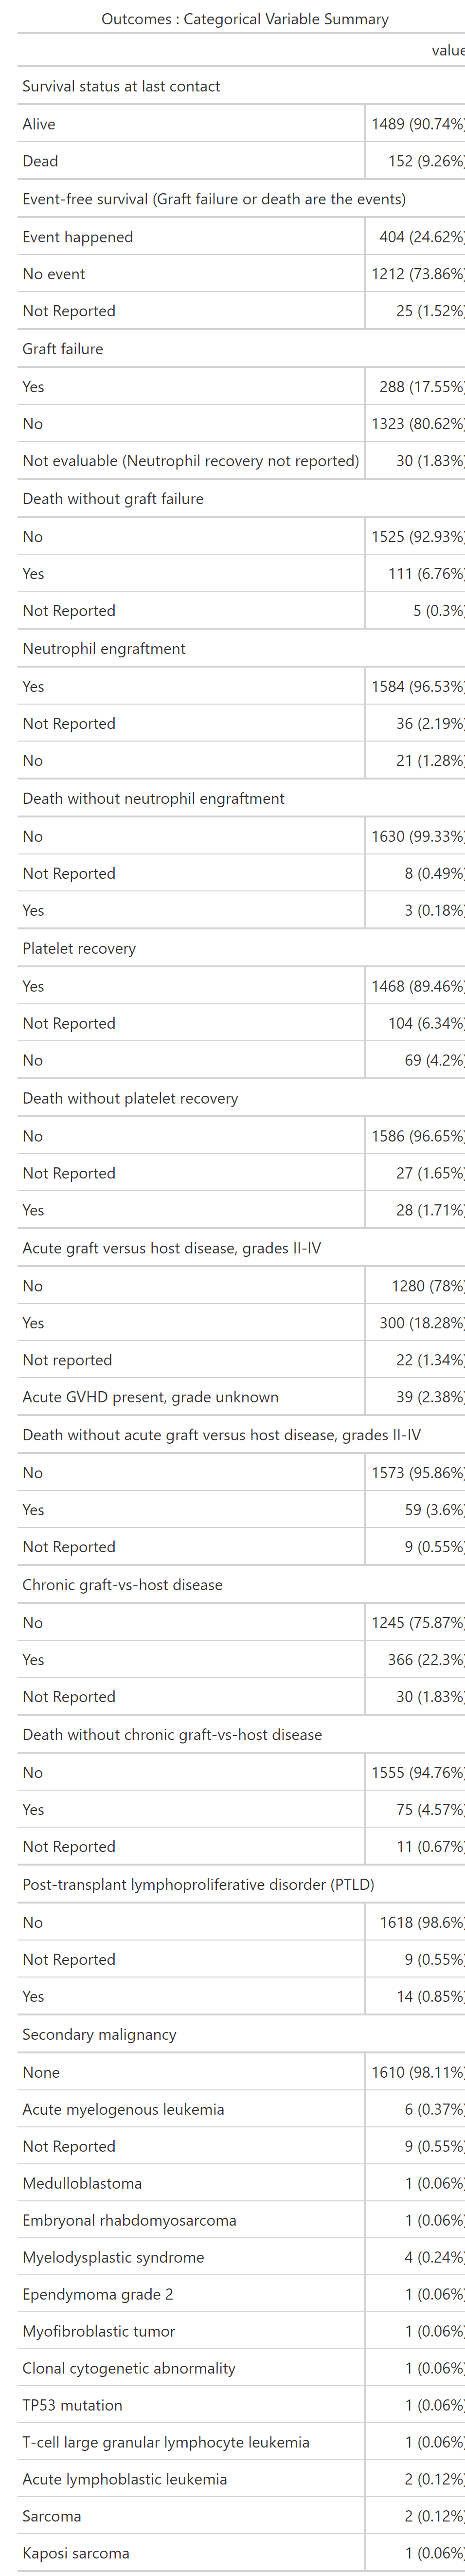 Outcomes : Categorical Variable Summary
value
Survival status at last contact
Alive 1489 (90.74%)
Dead 152 (9.26%)
Event-free survival (Graft failure or death are the events)
Event happened 404 (24.62%)
No event 1212 (73.86%)
Not Reported 25 (1.52%)
Graft failure
Yes 288 (17.55%)
No 1323 (80.62%)
Not evaluable (Neutrophil recovery not reported) 30 (1.83%)
Death without graft failure
No 1525 (92.93%)
Yes 111 (6.76%)
Not Reported 5 (0.3%)
Neutrophil engraftment
Yes 1584 (96.53%)
Not Reported 36 (2.19%)
No 21 (1.28%)
Death without neutrophil engraftment
No 1630 (99.33%)
Not Reported 8 (0.49%)
Yes 3 (0.18%)
Platelet recovery
Yes 1468 (89.46%)
Not Reported 104 (6.34%)
No 69 (4.2%)
Death without platelet recovery
No 1586 (96.65%)
Not Reported 27 (1.65%)
Yes 28 (1.71%)
Acute graft versus host disease, grades II-IV
No 1280 (78%)
Yes 300 (18.28%)
Not reported 22 (1.34%)
Acute GVHD present, grade unknown 39 (2.38%)
Death without acute graft versus host disease, grades II-IV
No 1573 (95.86%)
Yes 59 (3.6%)
Not Reported 9 (0.55%)
Chronic graft-vs-host disease
No 1245 (75.87%)
Yes 366 (22.3%)
Not Reported 30 (1.83%)
Death without chronic graft-vs-host disease
No 1555 (94.76%)
Yes 75 (4.57%)
Not Reported 11 (0.67%)
Post-transplant lymphoproliferative disorder (PTLD)
No 1618 (98.6%)
Not Reported 9 (0.55%)
Yes 14 (0.85%)
Secondary malignancy
None 1610 (98.11%)
Acute myelogenous leukemia 6 (0.37%)
Not Reported 9 (0.55%)
Medulloblastoma 1 (0.06%)
Embryonal rhabdomyosarcoma 1 (0.06%)
Myelodysplastic syndrome 4 (0.24%)
Ependymoma grade 2 1 (0.06%)
Myofibroblastic tumor 1 (0.06%)
Clonal cytogenetic abnormality 1 (0.06%)
TP53 mutation 1 (0.06%)
T-cell large granular lymphocyte leukemia 1 (0.06%)
Acute lymphoblastic leukemia 2 (0.12%)
Sarcoma 2 (0.12%)
Kaposi sarcoma 1 (0.06%)